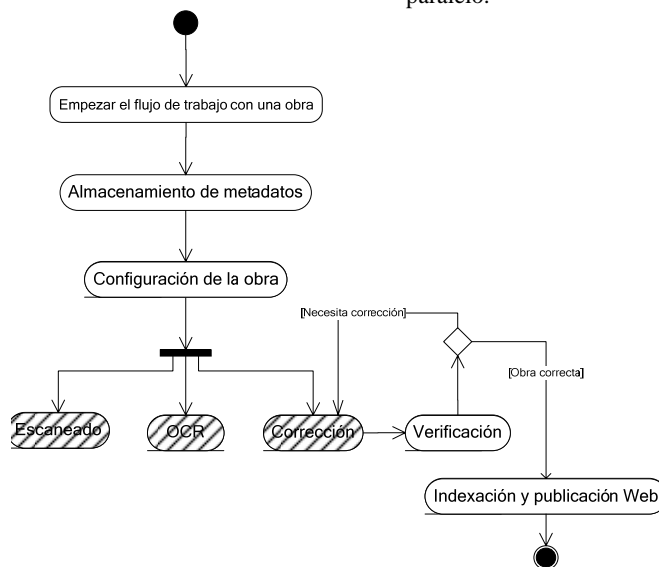 paralelo.
Empezar el flujo de trabajo con una obra
Almacenamiento de metadatos
Configuración de la obra
[Necesita corrección]
[Obra correcta]
Escaneado
OCR
Corrección
Verificación
Indexación y publicación Web